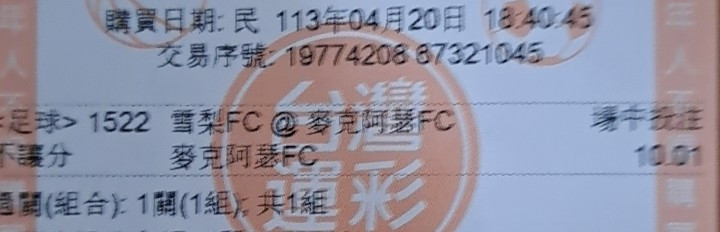 購買日期: 民 113年04月20日 18:40:45
交易序號: 19774208 67321045
<足球> 1522 雪梨FC @ 麥克阿瑟FC 場中投注
不讓分 麥克阿瑟FC 10.01
過關(組合): 1關(1組); 共1組
台灣
運彩